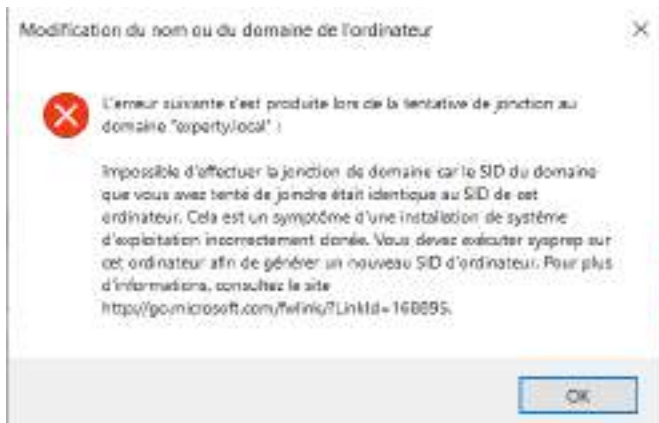 Modification du nom ou du domaine de l'ordinateur
L'erreur suivante s'est produite lors de la tentative de jonction au
domaine "experty.local" :
Impossible d'effectuer la jonction de domaine car le SID du domaine
que vous avez tenté de joindre était identique au SID de cet
ordinateur. Cela est un symptôme d'une installation de système
d'exploitation incorrectement clonée. Vous devez exécuter sysprep sur
cet ordinateur afin de générer un nouveau SID d'ordinateur. Pour plus
d'informations, consultez le site
http://go.microsoft.com/fwlink/?LinkId=168895.
OK